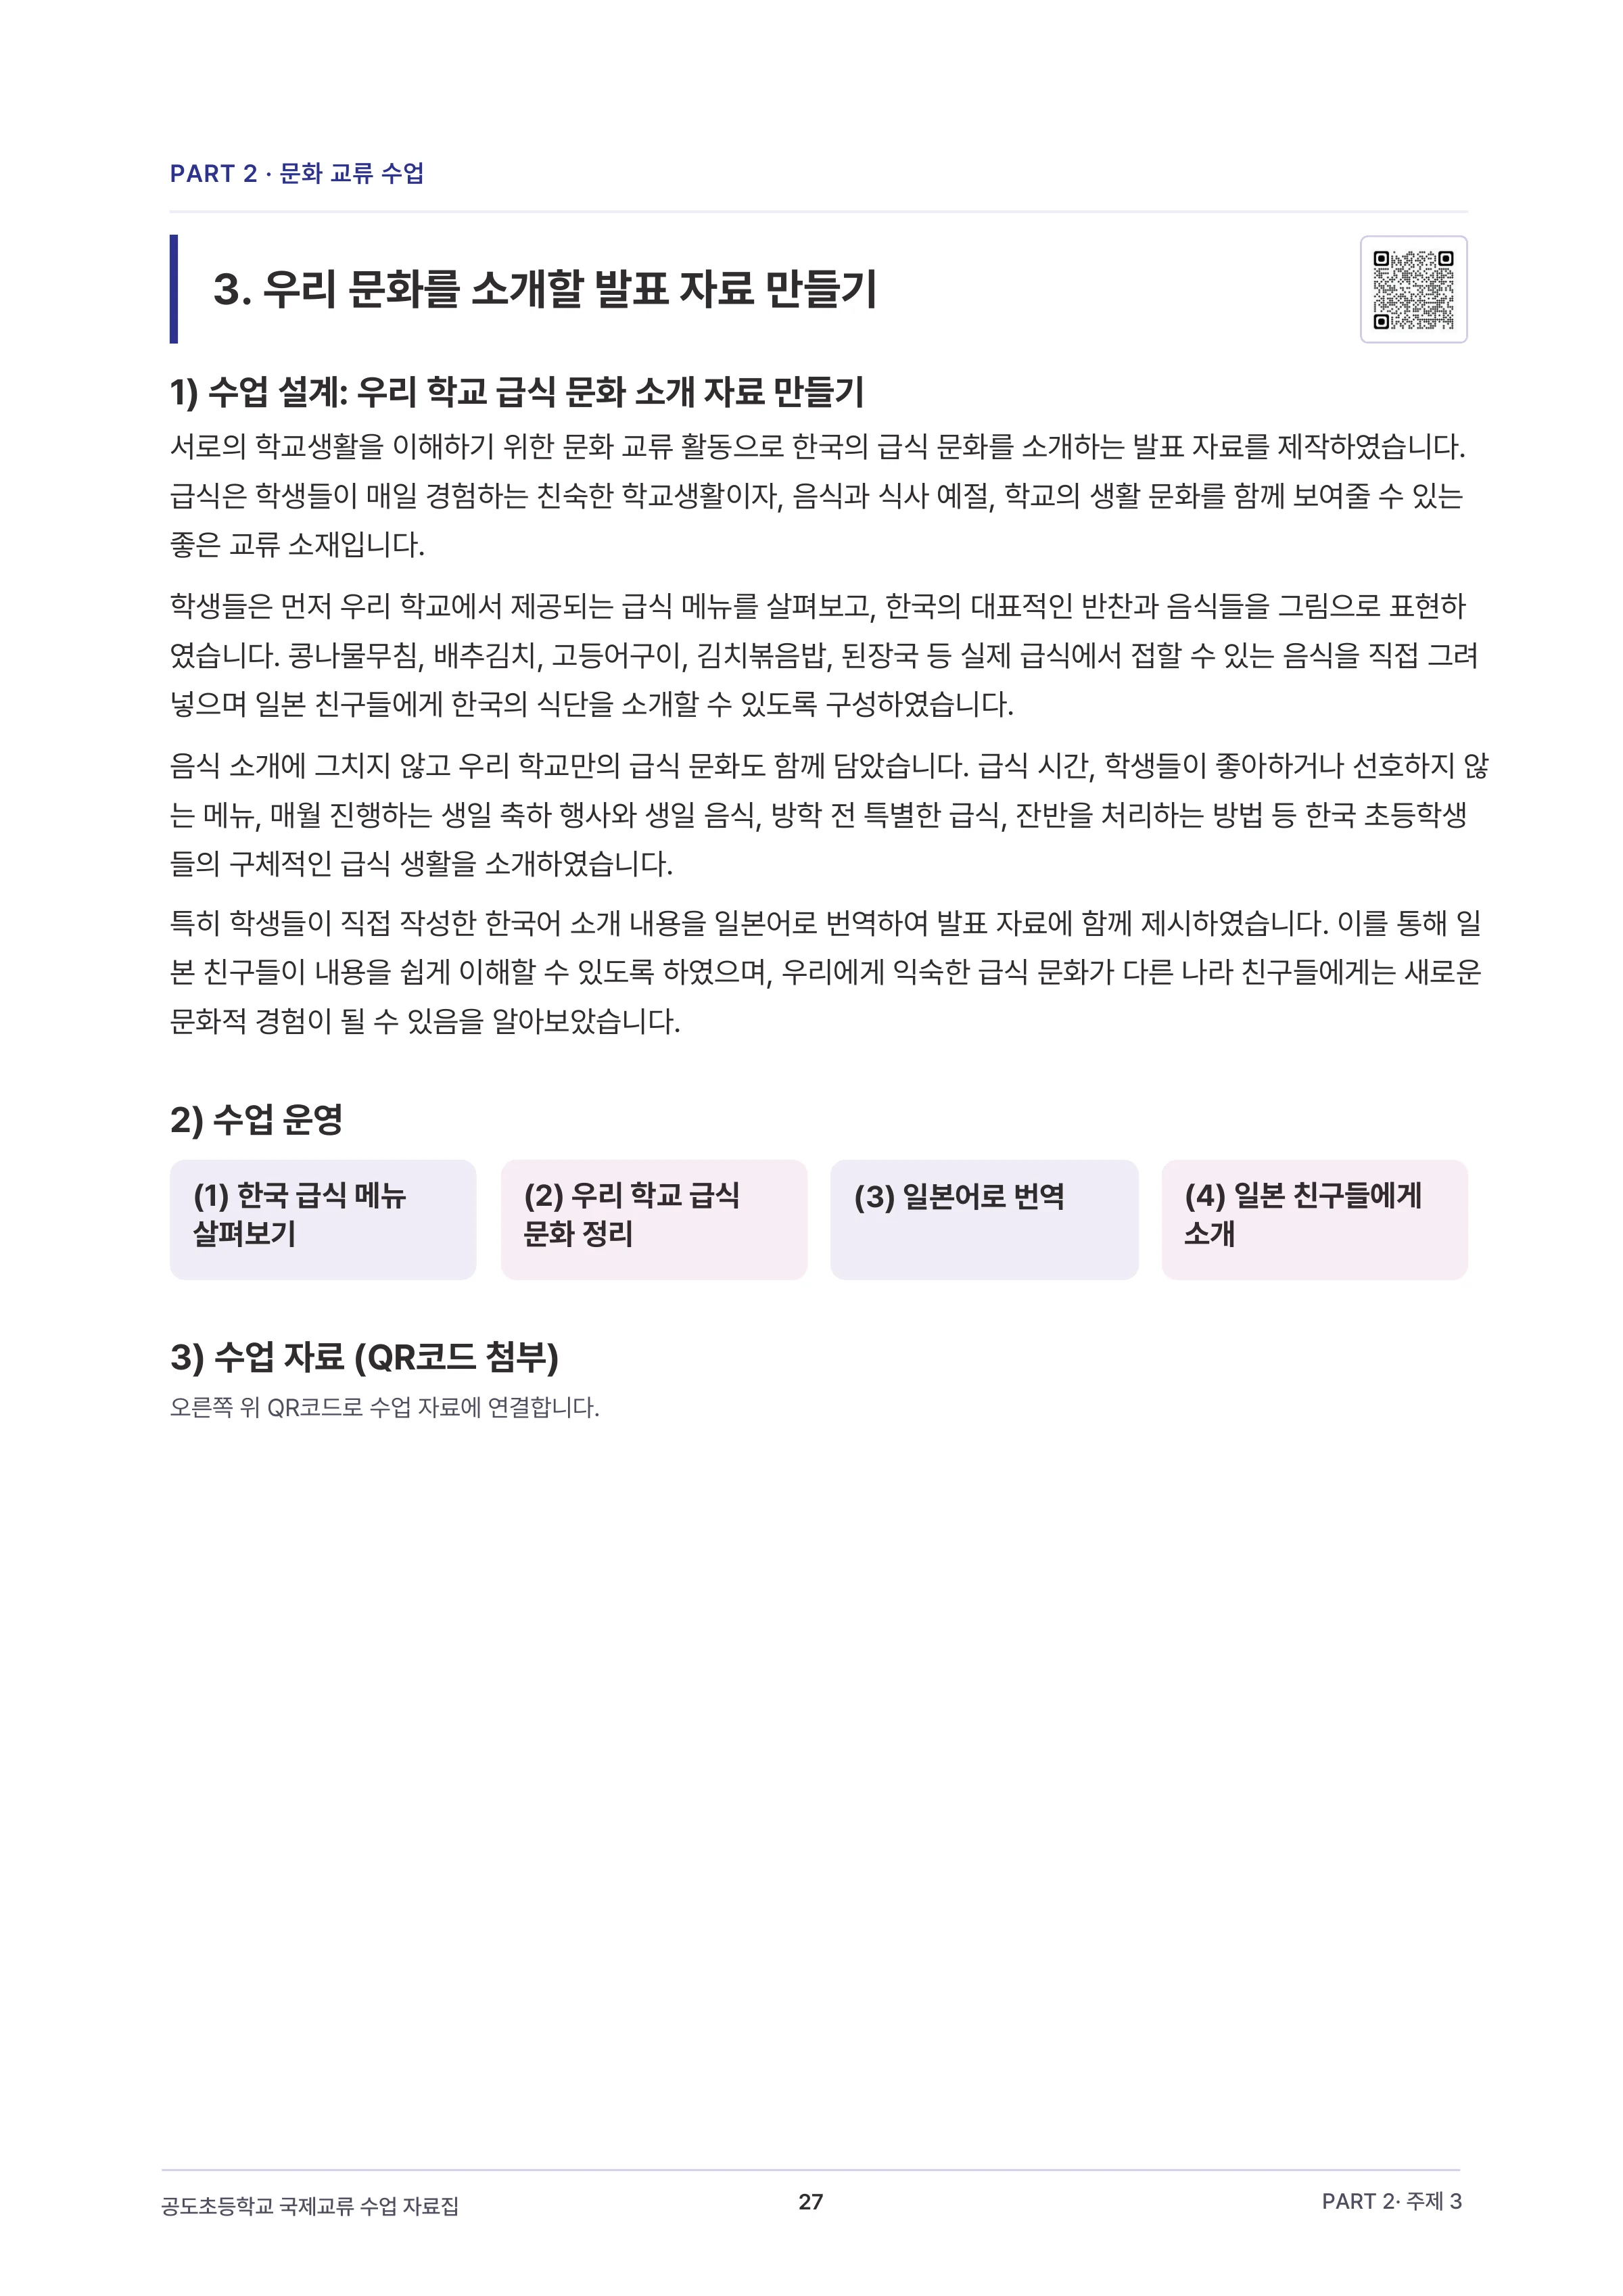 PART 2 · 문화 교류 수업
3. 우리 문화를 소개할 발표 자료 만들기
1) 수업 설계: 우리 학교 급식 문화 소개 자료 만들기
서로의 학교생활을 이해하기 위한 문화 교류 활동으로 한국의 급식 문화를 소개하는 발표 자료를 제작하였습니다.
급식은 학생들이 매일 경험하는 친숙한 학교생활이자, 음식과 식사 예절, 학교의 생활 문화를 함께 보여줄 수 있는
좋은 교류 소재입니다.
학생들은 먼저 우리 학교에서 제공되는 급식 메뉴를 살펴보고, 한국의 대표적인 반찬과 음식들을 그림으로 표현하
였습니다. 콩나물무침, 배추김치, 고등어구이, 김치볶음밥, 된장국 등 실제 급식에서 접할 수 있는 음식을 직접 그려
넣으며 일본 친구들에게 한국의 식단을 소개할 수 있도록 구성하였습니다.
음식 소개에 그치지 않고 우리 학교만의 급식 문화도 함께 담았습니다. 급식 시간, 학생들이 좋아하거나 선호하지 않
는 메뉴, 매월 진행하는 생일 축하 행사와 생일 음식, 방학 전 특별한 급식, 잔반을 처리하는 방법 등 한국 초등학생
들의 구체적인 급식 생활을 소개하였습니다.
특히 학생들이 직접 작성한 한국어 소개 내용을 일본어로 번역하여 발표 자료에 함께 제시하였습니다. 이를 통해 일
본 친구들이 내용을 쉽게 이해할 수 있도록 하였으며, 우리에게 익숙한 급식 문화가 다른 나라 친구들에게는 새로운
문화적 경험이 될 수 있음을 알아보았습니다.
2) 수업 운영
(1) 한국 급식 메뉴
살펴보기
(2) 우리 학교 급식
문화 정리
(3) 일본어로 번역
(4) 일본 친구들에게
소개
3) 수업 자료 (QR코드 첨부)
오른쪽 위 QR코드로 수업 자료에 연결합니다.
공도초등학교 국제교류 수업 자료집
27
PART 2· 주제 3